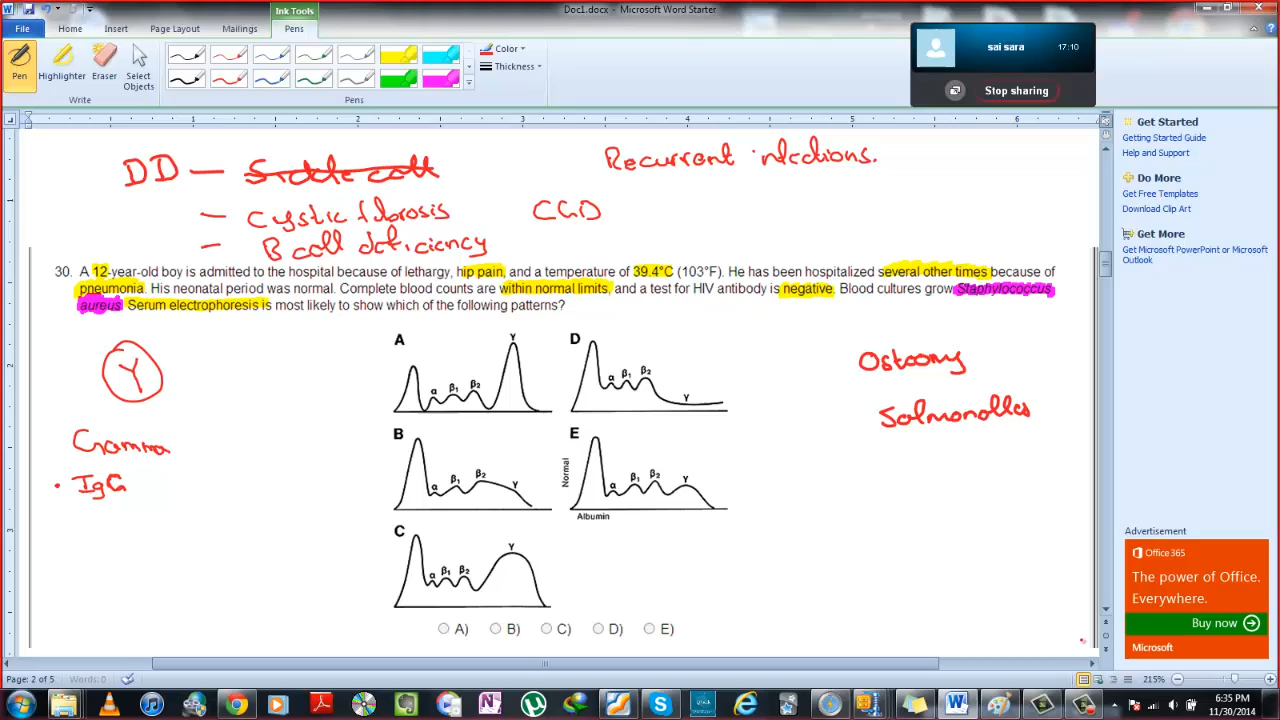 Ink Tools
Doc1.docx - Microsoft Word Starter
File Home Insert Page Layout Mailings Pens
sai sara 17:10
Stop sharing
Pen Highlighter Eraser Select Objects
Color
Thickness
Write Pens
1 2 3 4 5 6
Get Started
Getting Started Guide
Help and Support
Do More
Get Free Templates
Download Clip Art
Get More
Purchase Microsoft Office
DD — Sickle cell
Recurrent infections.
— Cystic fibrosis CGD
— B cell deficiency
30. A 12-year-old boy is admitted to the hospital because of lethargy, hip pain, and a temperature of 39.4°C (103°F). He has been hospitalized several other times because of
pneumonia. His neonatal period was normal. Complete blood counts are within normal limits, and a test for HIV antibody is negative. Blood cultures grow Staphylococcus
aureus. Serum electrophoresis is most likely to show which of the following patterns?
Y
Gamma
• IgG
A α β₁ β₂ γ
D α β₁ β₂ γ
B α β₁ β₂ γ
E α β₁ β₂ γ
Normal
Albumin
C α β₁ β₂ γ
Osteomy
Salmonella
A) B) C) D) E)
Advertisement
Office 365
The power of Office.
Everywhere.
Buy now
Microsoft
Page: 2 of 5 Words: 0
215%
6:35 PM
11/30/2014